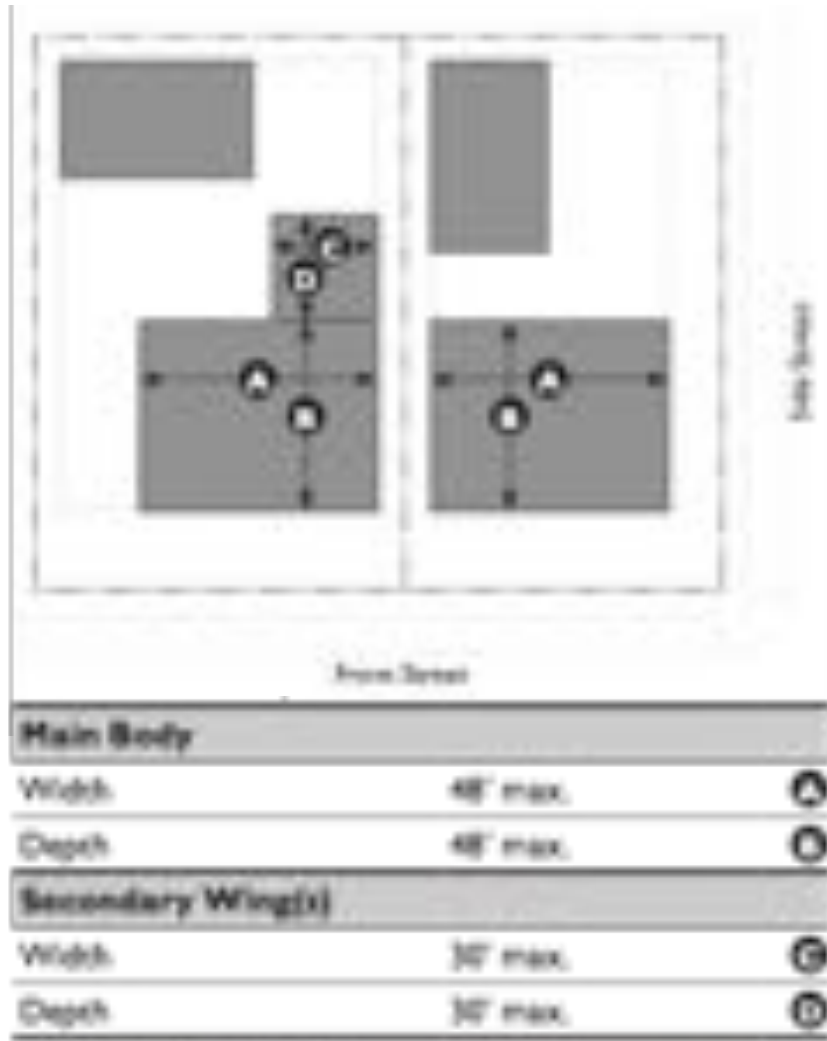 C
D
A A
B B
Side Street
Front Street
Main Body
Width 48' max. A
Depth 48' max. B
Secondary Wing(s)
Width 30' max. C
Depth 30' max. D